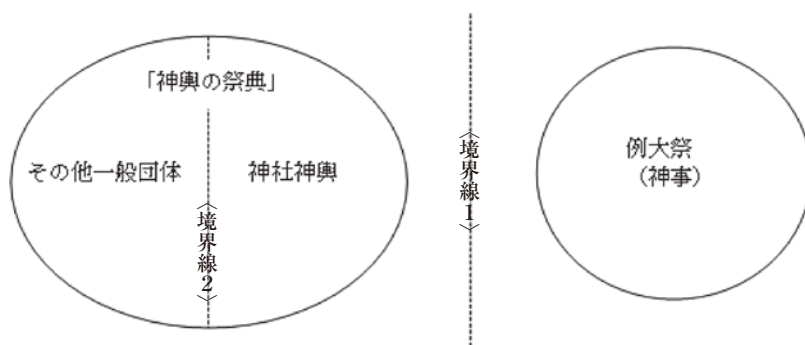 「神輿の祭典」
その他一般団体
神社神輿
〈境界線2〉
〈境界線1〉
例大祭
（神事）